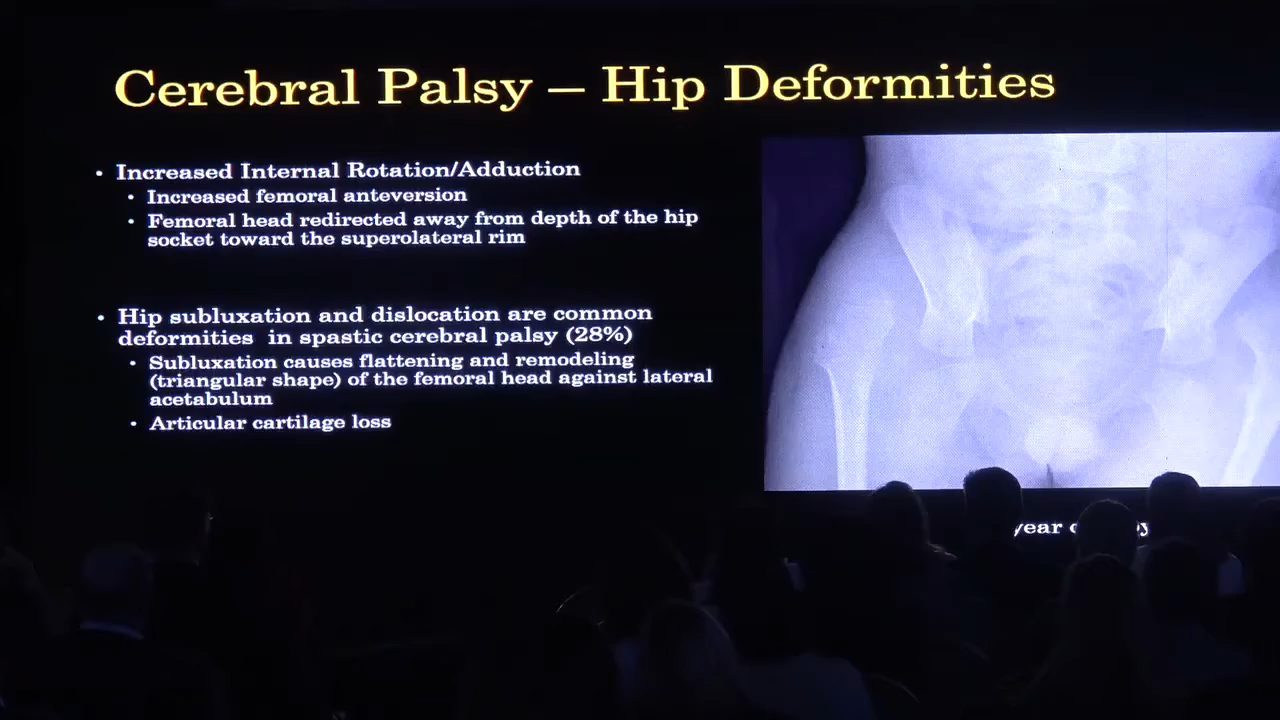 Cerebral Palsy – Hip Deformities
• Increased Internal Rotation/Adduction
• Increased femoral anteversion
• Femoral head redirected away from depth of the hip
socket toward the superolateral rim
• Hip subluxation and dislocation are common
deformities in spastic cerebral palsy (28%)
• Subluxation causes flattening and remodeling
(triangular shape) of the femoral head against lateral
acetabulum
• Articular cartilage loss
year